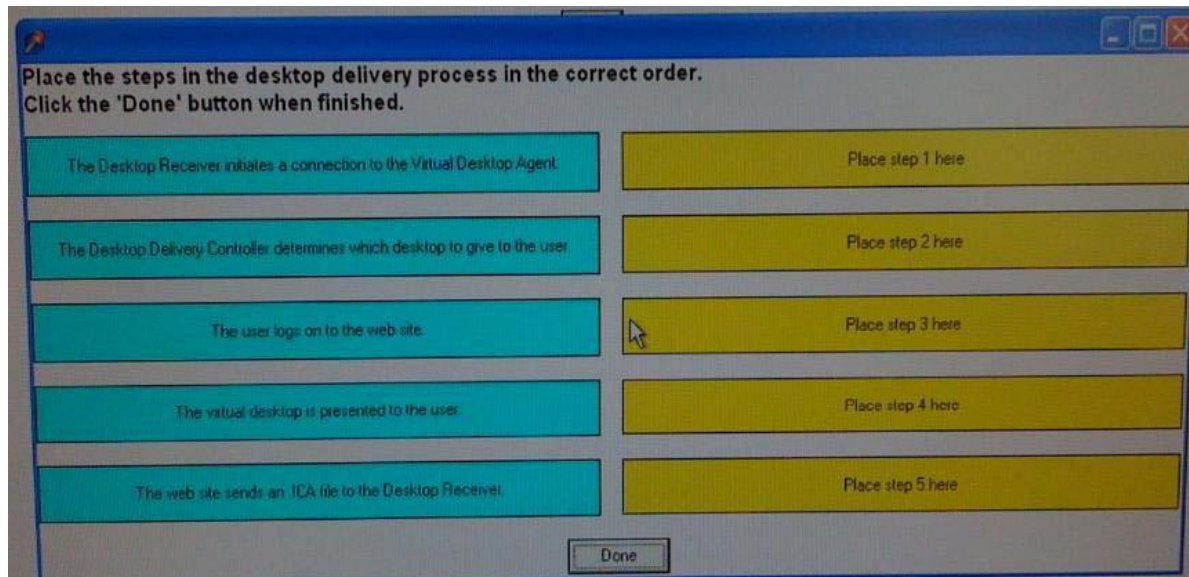 Place the steps in the desktop delivery process in the correct order.
Click the 'Done' button when finished.
The Desktop Receiver initiates a connection to the Virtual Desktop Agent.
Place step 1 here
The Desktop Delivery Controller determines which desktop to give to the user.
Place step 2 here
The user logs on to the web site.
Place step 3 here
The virtual desktop is presented to the user.
Place step 4 here
The web site sends an .ICA file to the Desktop Receiver.
Place step 5 here
Done